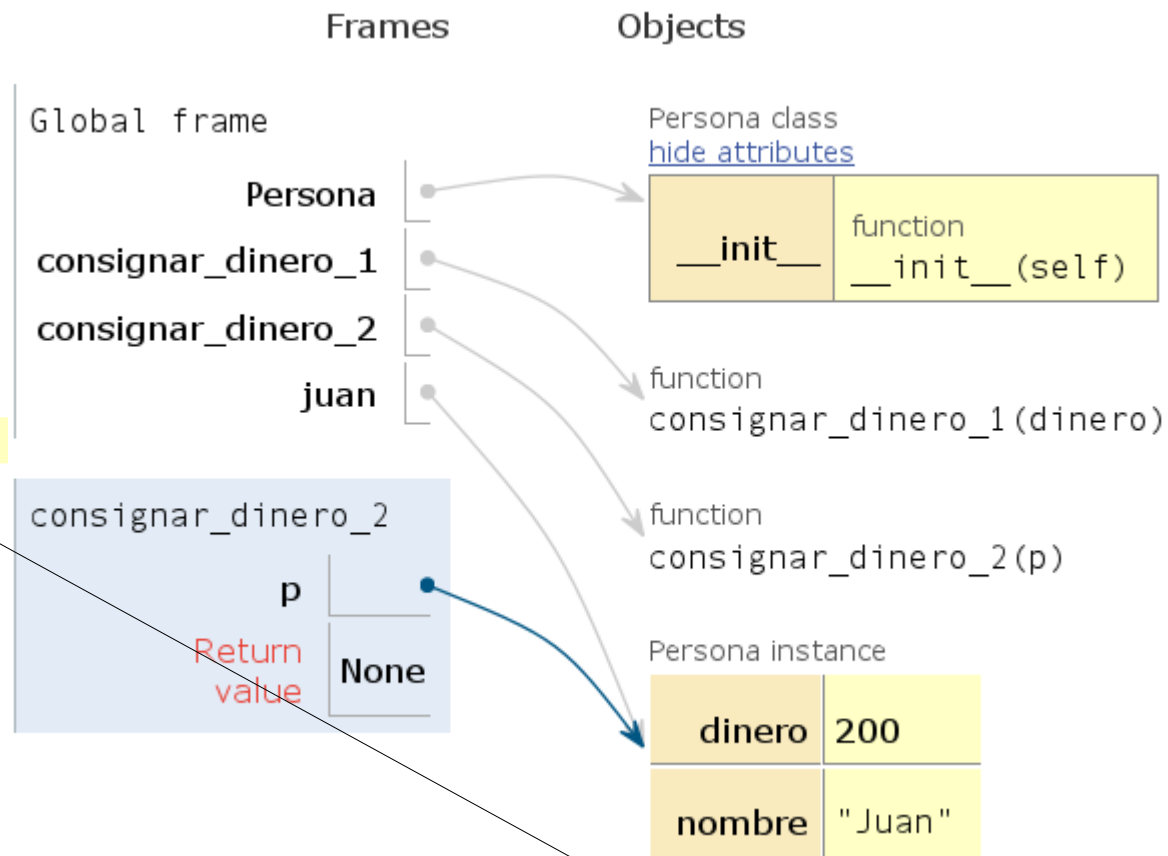 Frames
Objects
Global frame
Persona
consignar_dinero_1
consignar_dinero_2
juan
Persona class
hide attributes
__init__
function
__init__(self)
function
consignar_dinero_1(dinero)
function
consignar_dinero_2(p)
consignar_dinero_2
p
Return
value
None
Persona instance
dinero
200
nombre
"Juan"